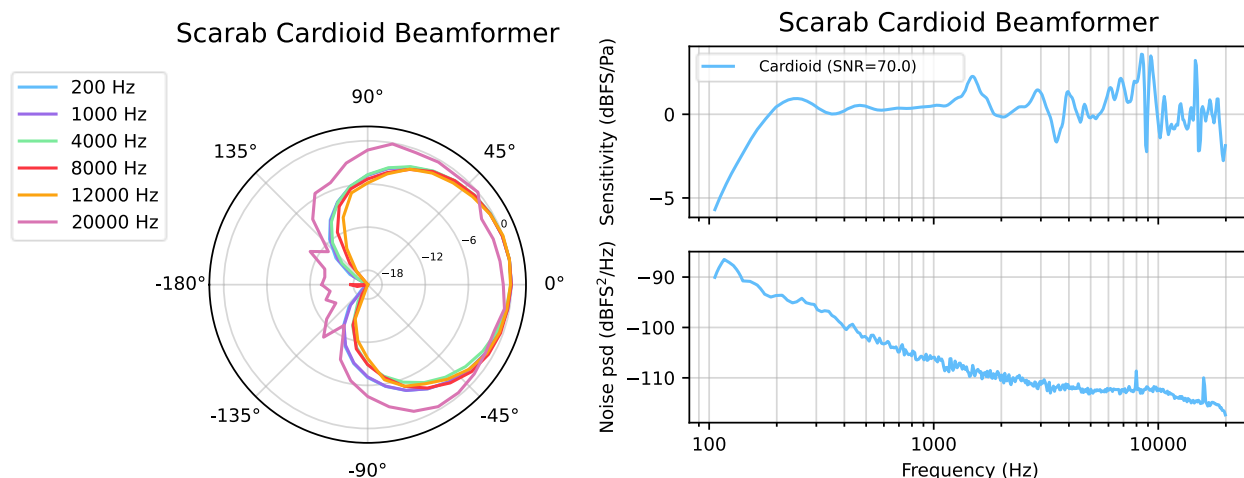 Scarab Cardioid Beamformer
200 Hz
1000 Hz
4000 Hz
8000 Hz
12000 Hz
20000 Hz
90°
135°
45°
-180°
0°
-135°
-45°
-90°
0
−6
−12
−18
Scarab Cardioid Beamformer
Cardioid (SNR=70.0)
Sensitivity (dBFS/Pa)
0
−5
Noise psd (dBFS²/Hz)
−90
−100
−110
100
1000
10000
Frequency (Hz)